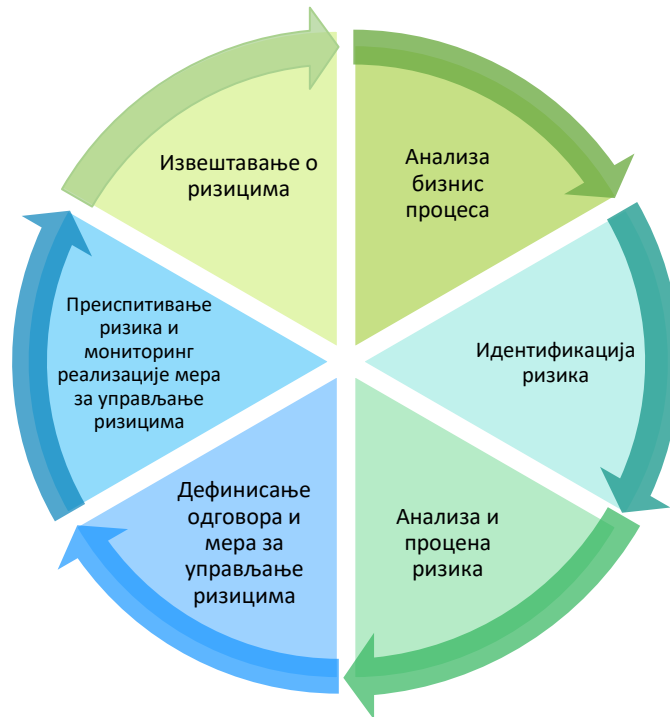 Анализа
бизнис
процеса
Идентификација
ризика
Анализа и
процена
ризика
Дефинисање
одговора и
мера за
управљање
ризицима
Преиспитивање
ризика и
мониторинг
реализације мера
за управљање
ризицима
Извештавање о
ризицима